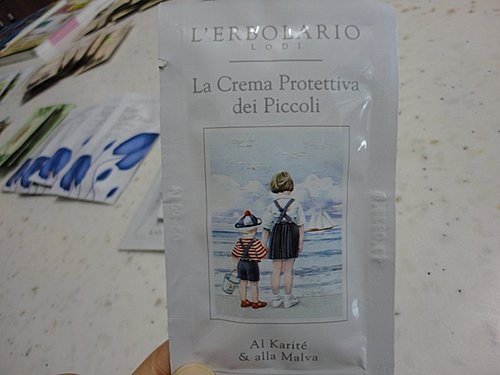 L'ERBOLARIO
LODI
La Crema Protettiva
dei Piccoli
Al Karité
& alla Malva